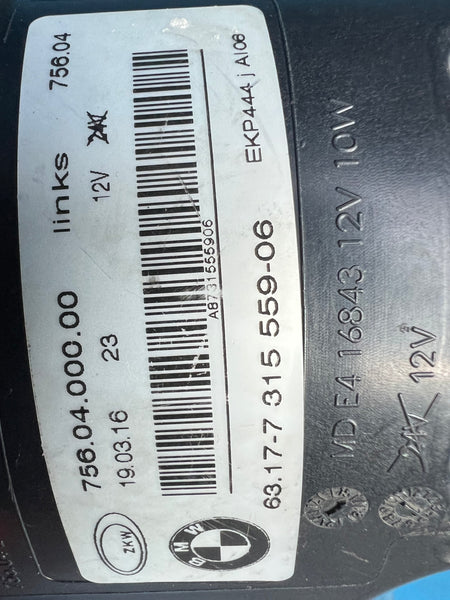 756.04.000.00 links 756.04
19.03.16 23 12V 24V
A8731555906
63.17-7 315 559-06 EKP444 j AI06
ZKW
BMW
MD E4 16843 12V 10W
24V 12V